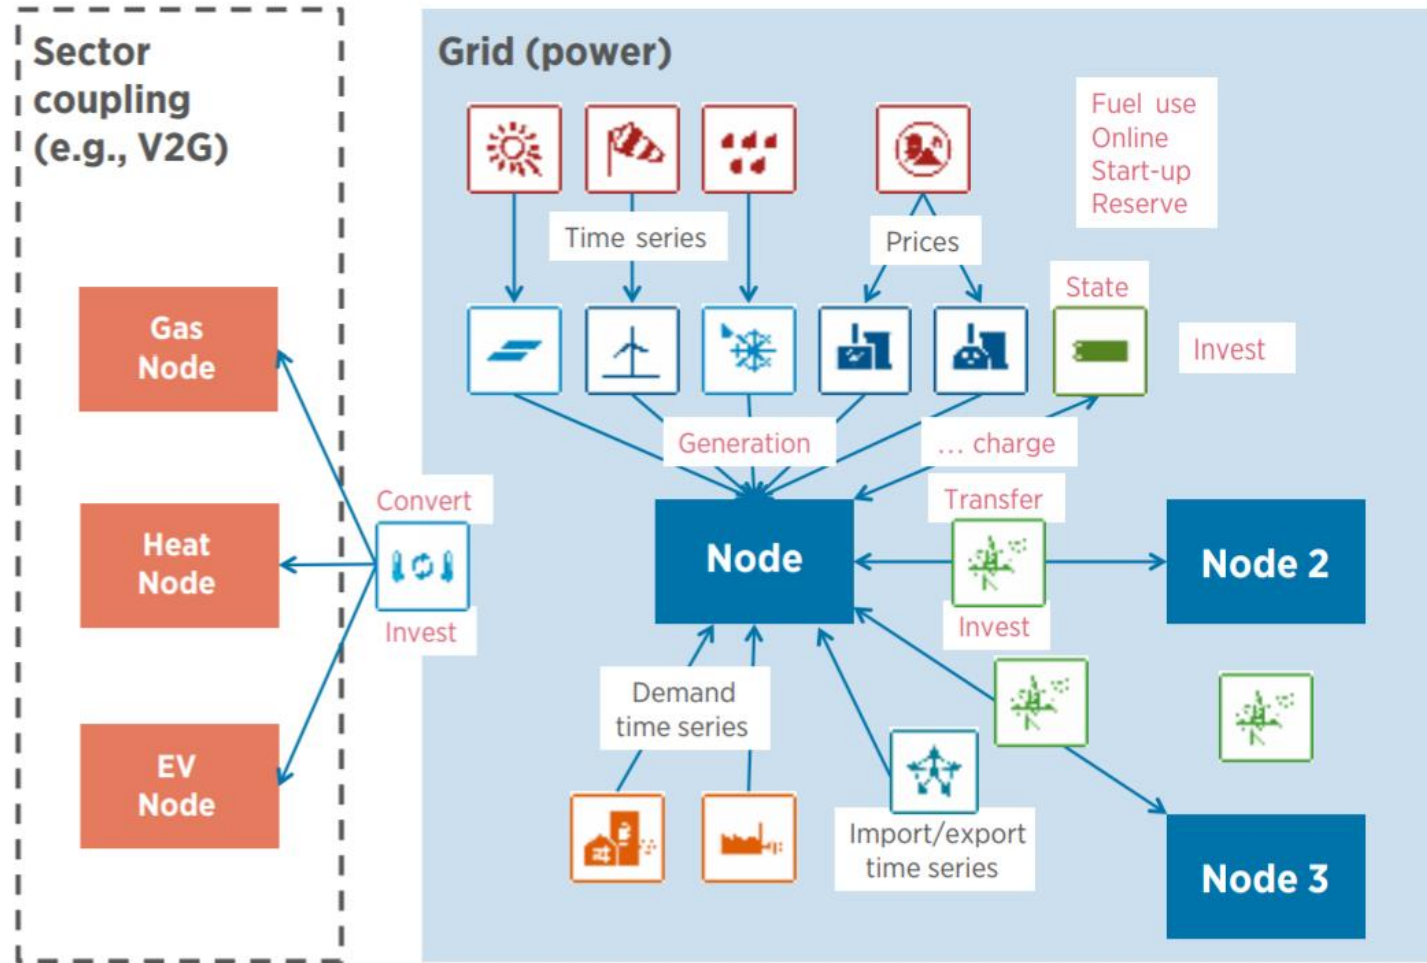 Sector
coupling
(e.g., V2G)
Grid (power)
Fuel use
Online
Start-up
Reserve
Time series
Prices
State
Invest
Gas
Node
Generation
... charge
Convert
Transfer
Heat
Node
Node
Node 2
Invest
Invest
Demand
time series
EV
Node
Import/export
time series
Node 3